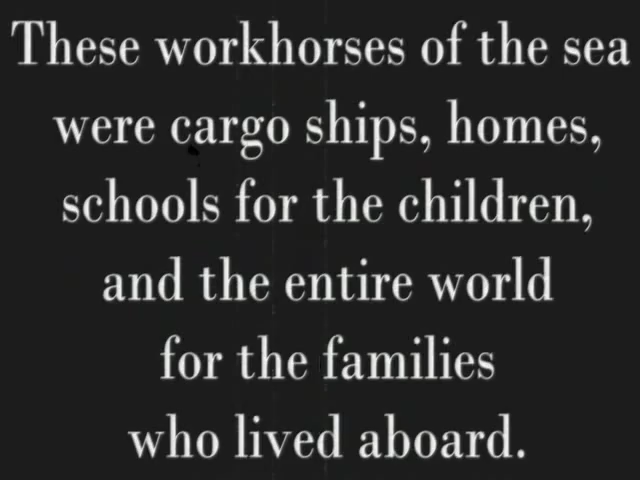 These workhorses of the sea
were cargo ships, homes,
schools for the children,
and the entire world
for the families
who lived aboard.